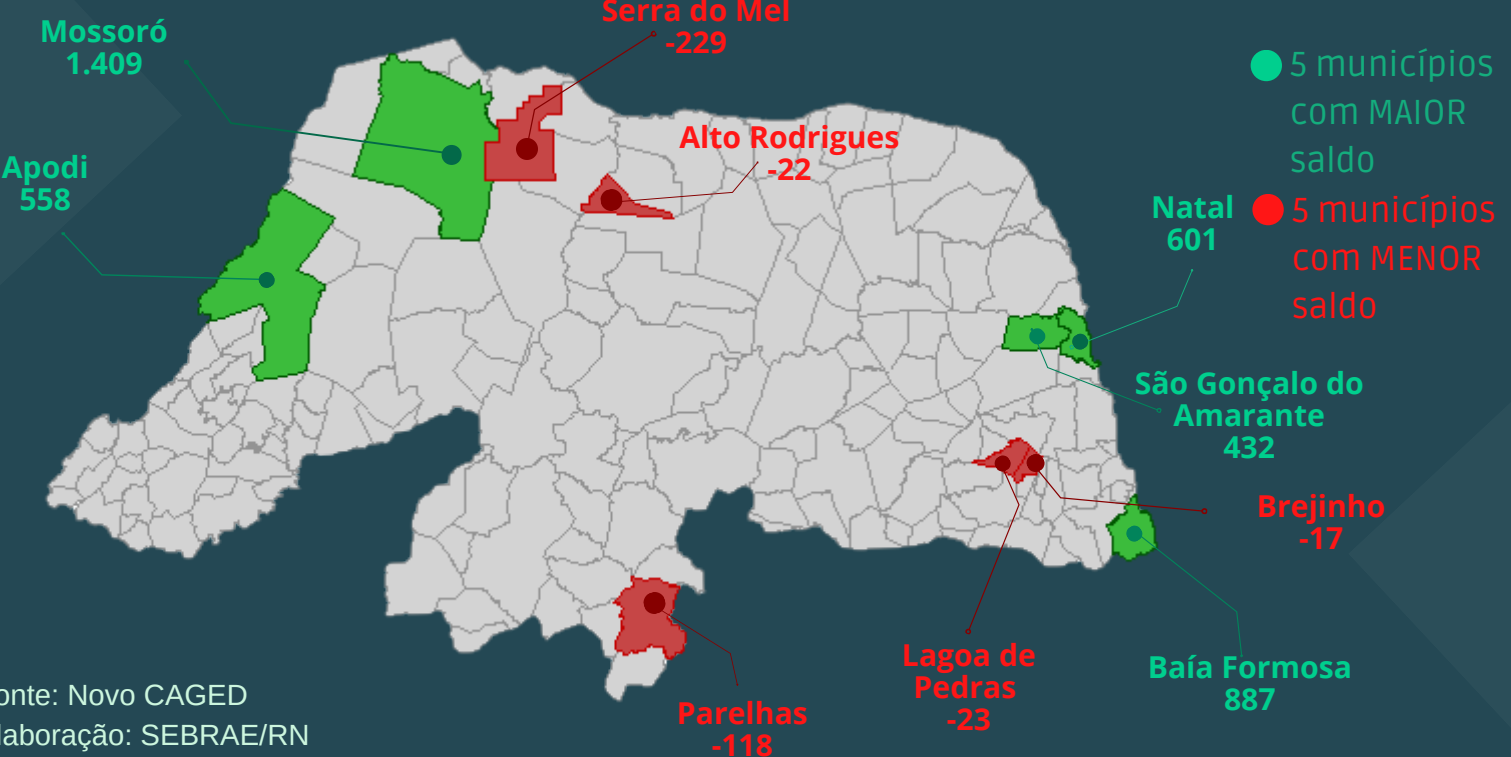 Serra do Mel
-229
Mossoró
1.409
5 municípios
com MAIOR
saldo
Alto Rodrigues
-22
Apodi
558
Natal
601
5 municípios
com MENOR
saldo
São Gonçalo do
Amarante
432
Brejinho
-17
Lagoa de
Pedras
-23
Baía Formosa
887
Parelhas
-118
onte: Novo CAGED
laboração: SEBRAE/RN